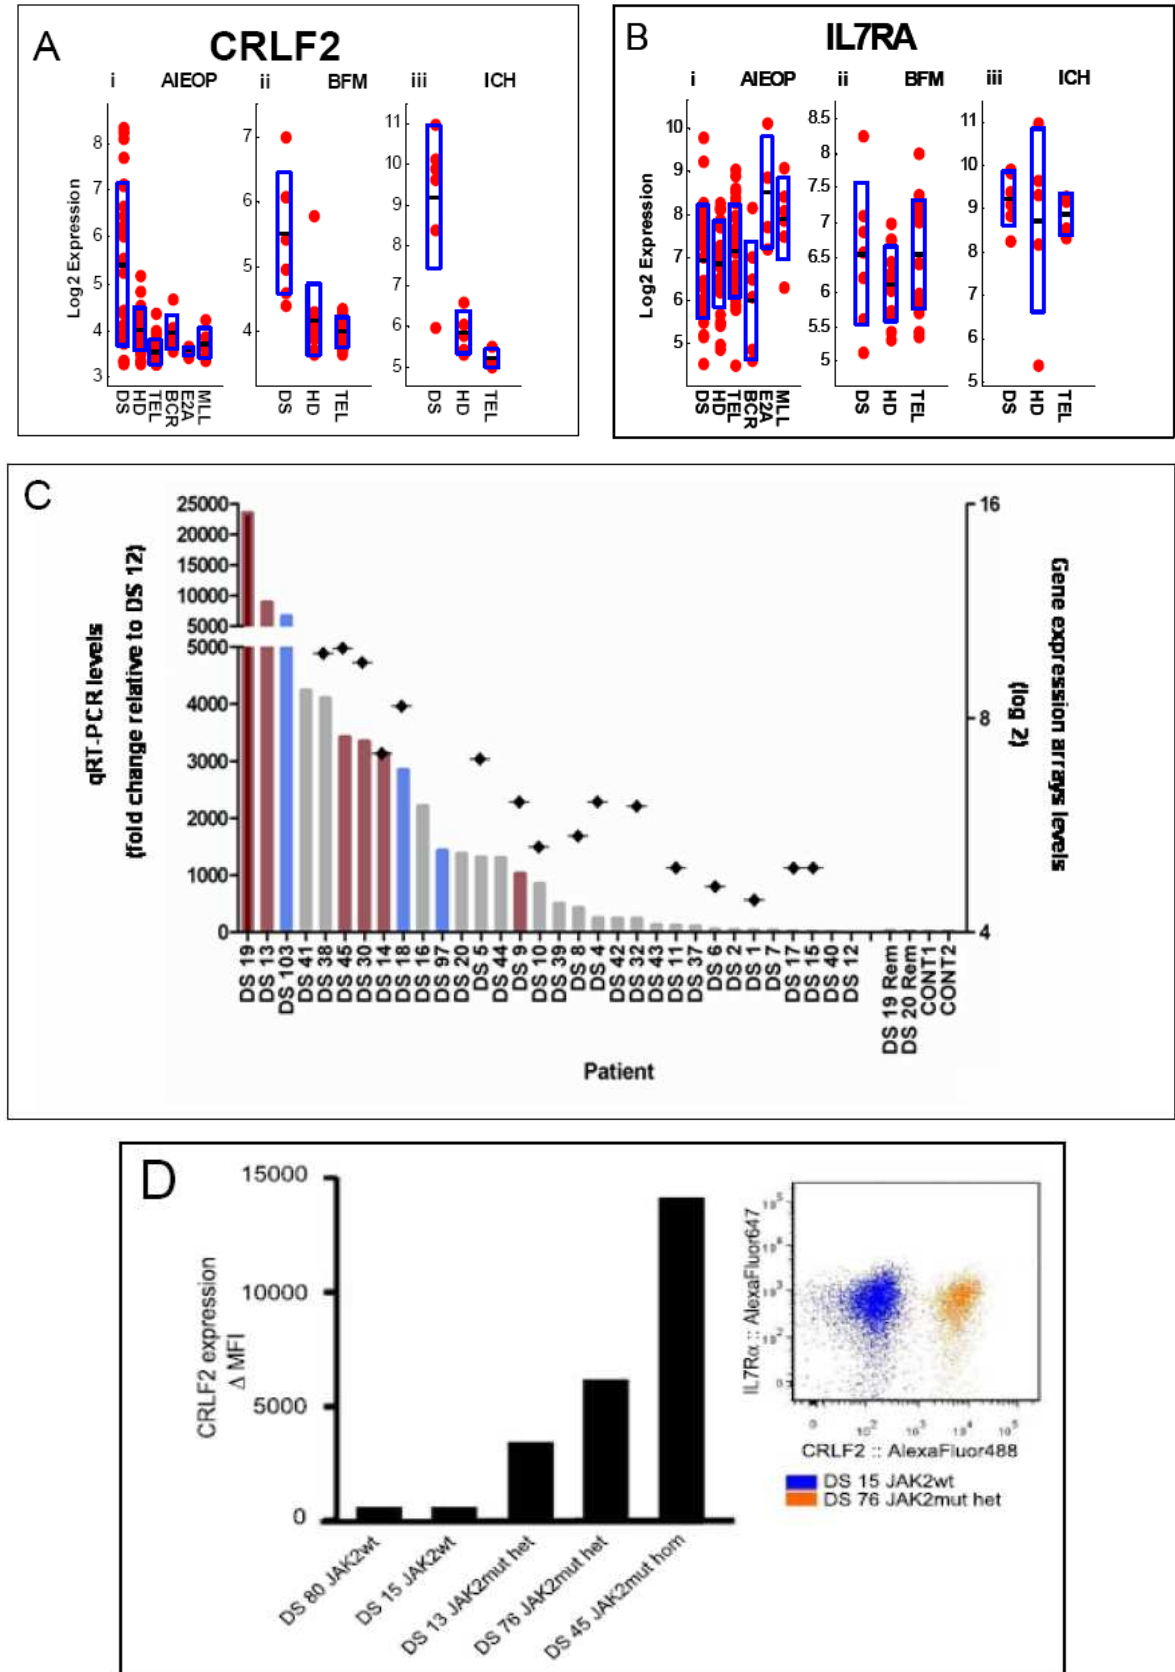 A
CRLF2
i AIEOP ii BFM iii ICH
Log2 Expression
8
7
6
5
4
3
7
6
5
4
11
10
9
8
7
6
5
DS HD TEL BCR E2A MLL
DS HD TEL
DS HD TEL
B
IL7RA
i AIEOP ii BFM iii ICH
Log2 Expression
10
9
8
7
6
5
8.5
8
7.5
7
6.5
6
5.5
5
11
10
9
8
7
6
5
DS HD TEL BCR E2A MLL
DS HD TEL
DS HD TEL
C
qRT-PCR levels
(fold change relative to DS 12)
25000
20000
15000
10000
5000
5000
4000
3000
2000
1000
0
16
8
4
Gene expression arrays levels
(log 2)
DS 19 DS 13 DS 103 DS 41 DS 38 DS 45 DS 30 DS 14 DS 18 DS 16 DS 97 DS 20 DS 5 DS 44 DS 9 DS 10 DS 39 DS 8 DS 4 DS 42 DS 32 DS 43 DS 11 DS 37 DS 6 DS 2 DS 1 DS 7 DS 17 DS 15 DS 40 DS 12 DS 19 Rem DS 20 Rem CONT1 CONT2
Patient
D
CRLF2 expression
Δ MFI
15000
10000
5000
0
DS 80 JAK2wt
DS 15 JAK2wt
DS 13 JAK2mut het
DS 76 JAK2mut het
DS 45 JAK2mut hom
IL7Rα :: AlexaFluor647
10⁵
10⁴
10³
10²
0
0 10² 10³ 10⁴ 10⁵
CRLF2 :: AlexaFluor488
DS 15 JAK2wt
DS 76 JAK2mut het